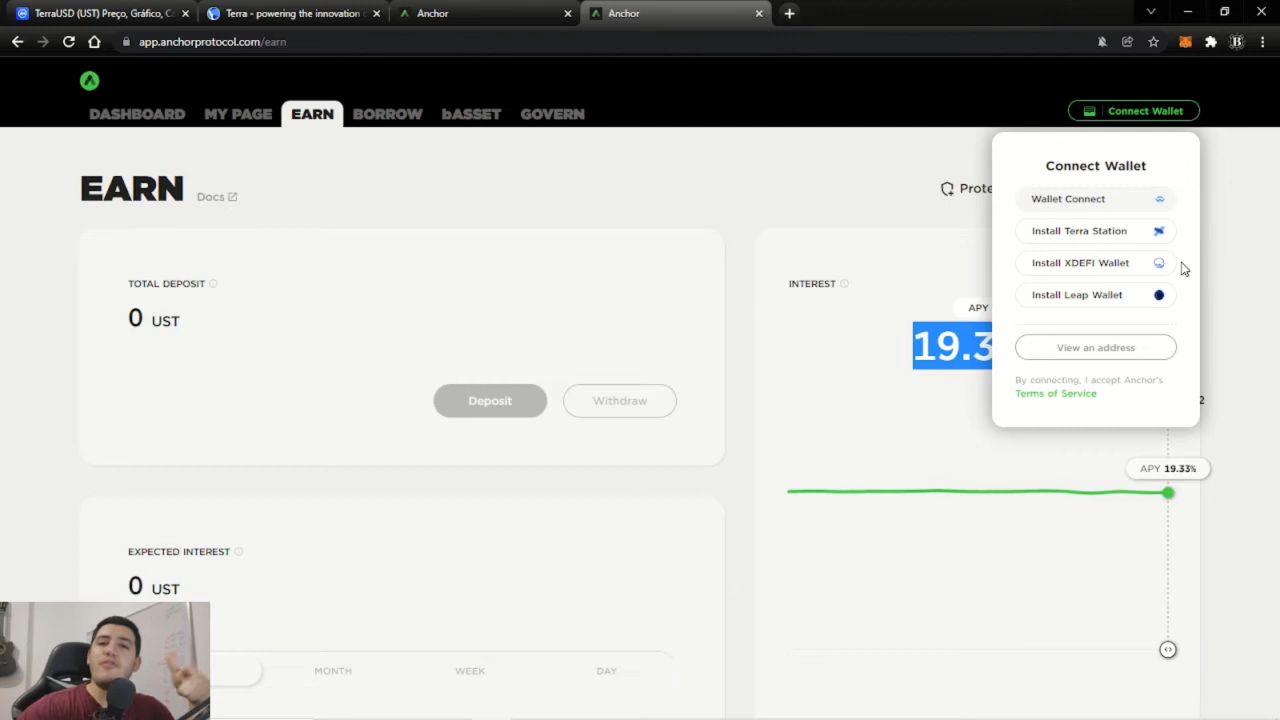 TerraUSD (UST) Preço, Gráfico, C
Terra - powering the innovation
Anchor
Anchor
app.anchorprotocol.com/earn
DASHBOARD
MY PAGE
EARN
BORROW
bASSET
GOVERN
Connect Wallet
EARN
Docs
Prote
Connect Wallet
Wallet Connect
Install Terra Station
Install XDEFI Wallet
Install Leap Wallet
View an address
By connecting, I accept Anchor's
Terms of Service
TOTAL DEPOSIT
0 UST
Deposit
Withdraw
INTEREST
APY
19.3
2
APY 19.33%
EXPECTED INTEREST
0 UST
MONTH
WEEK
DAY